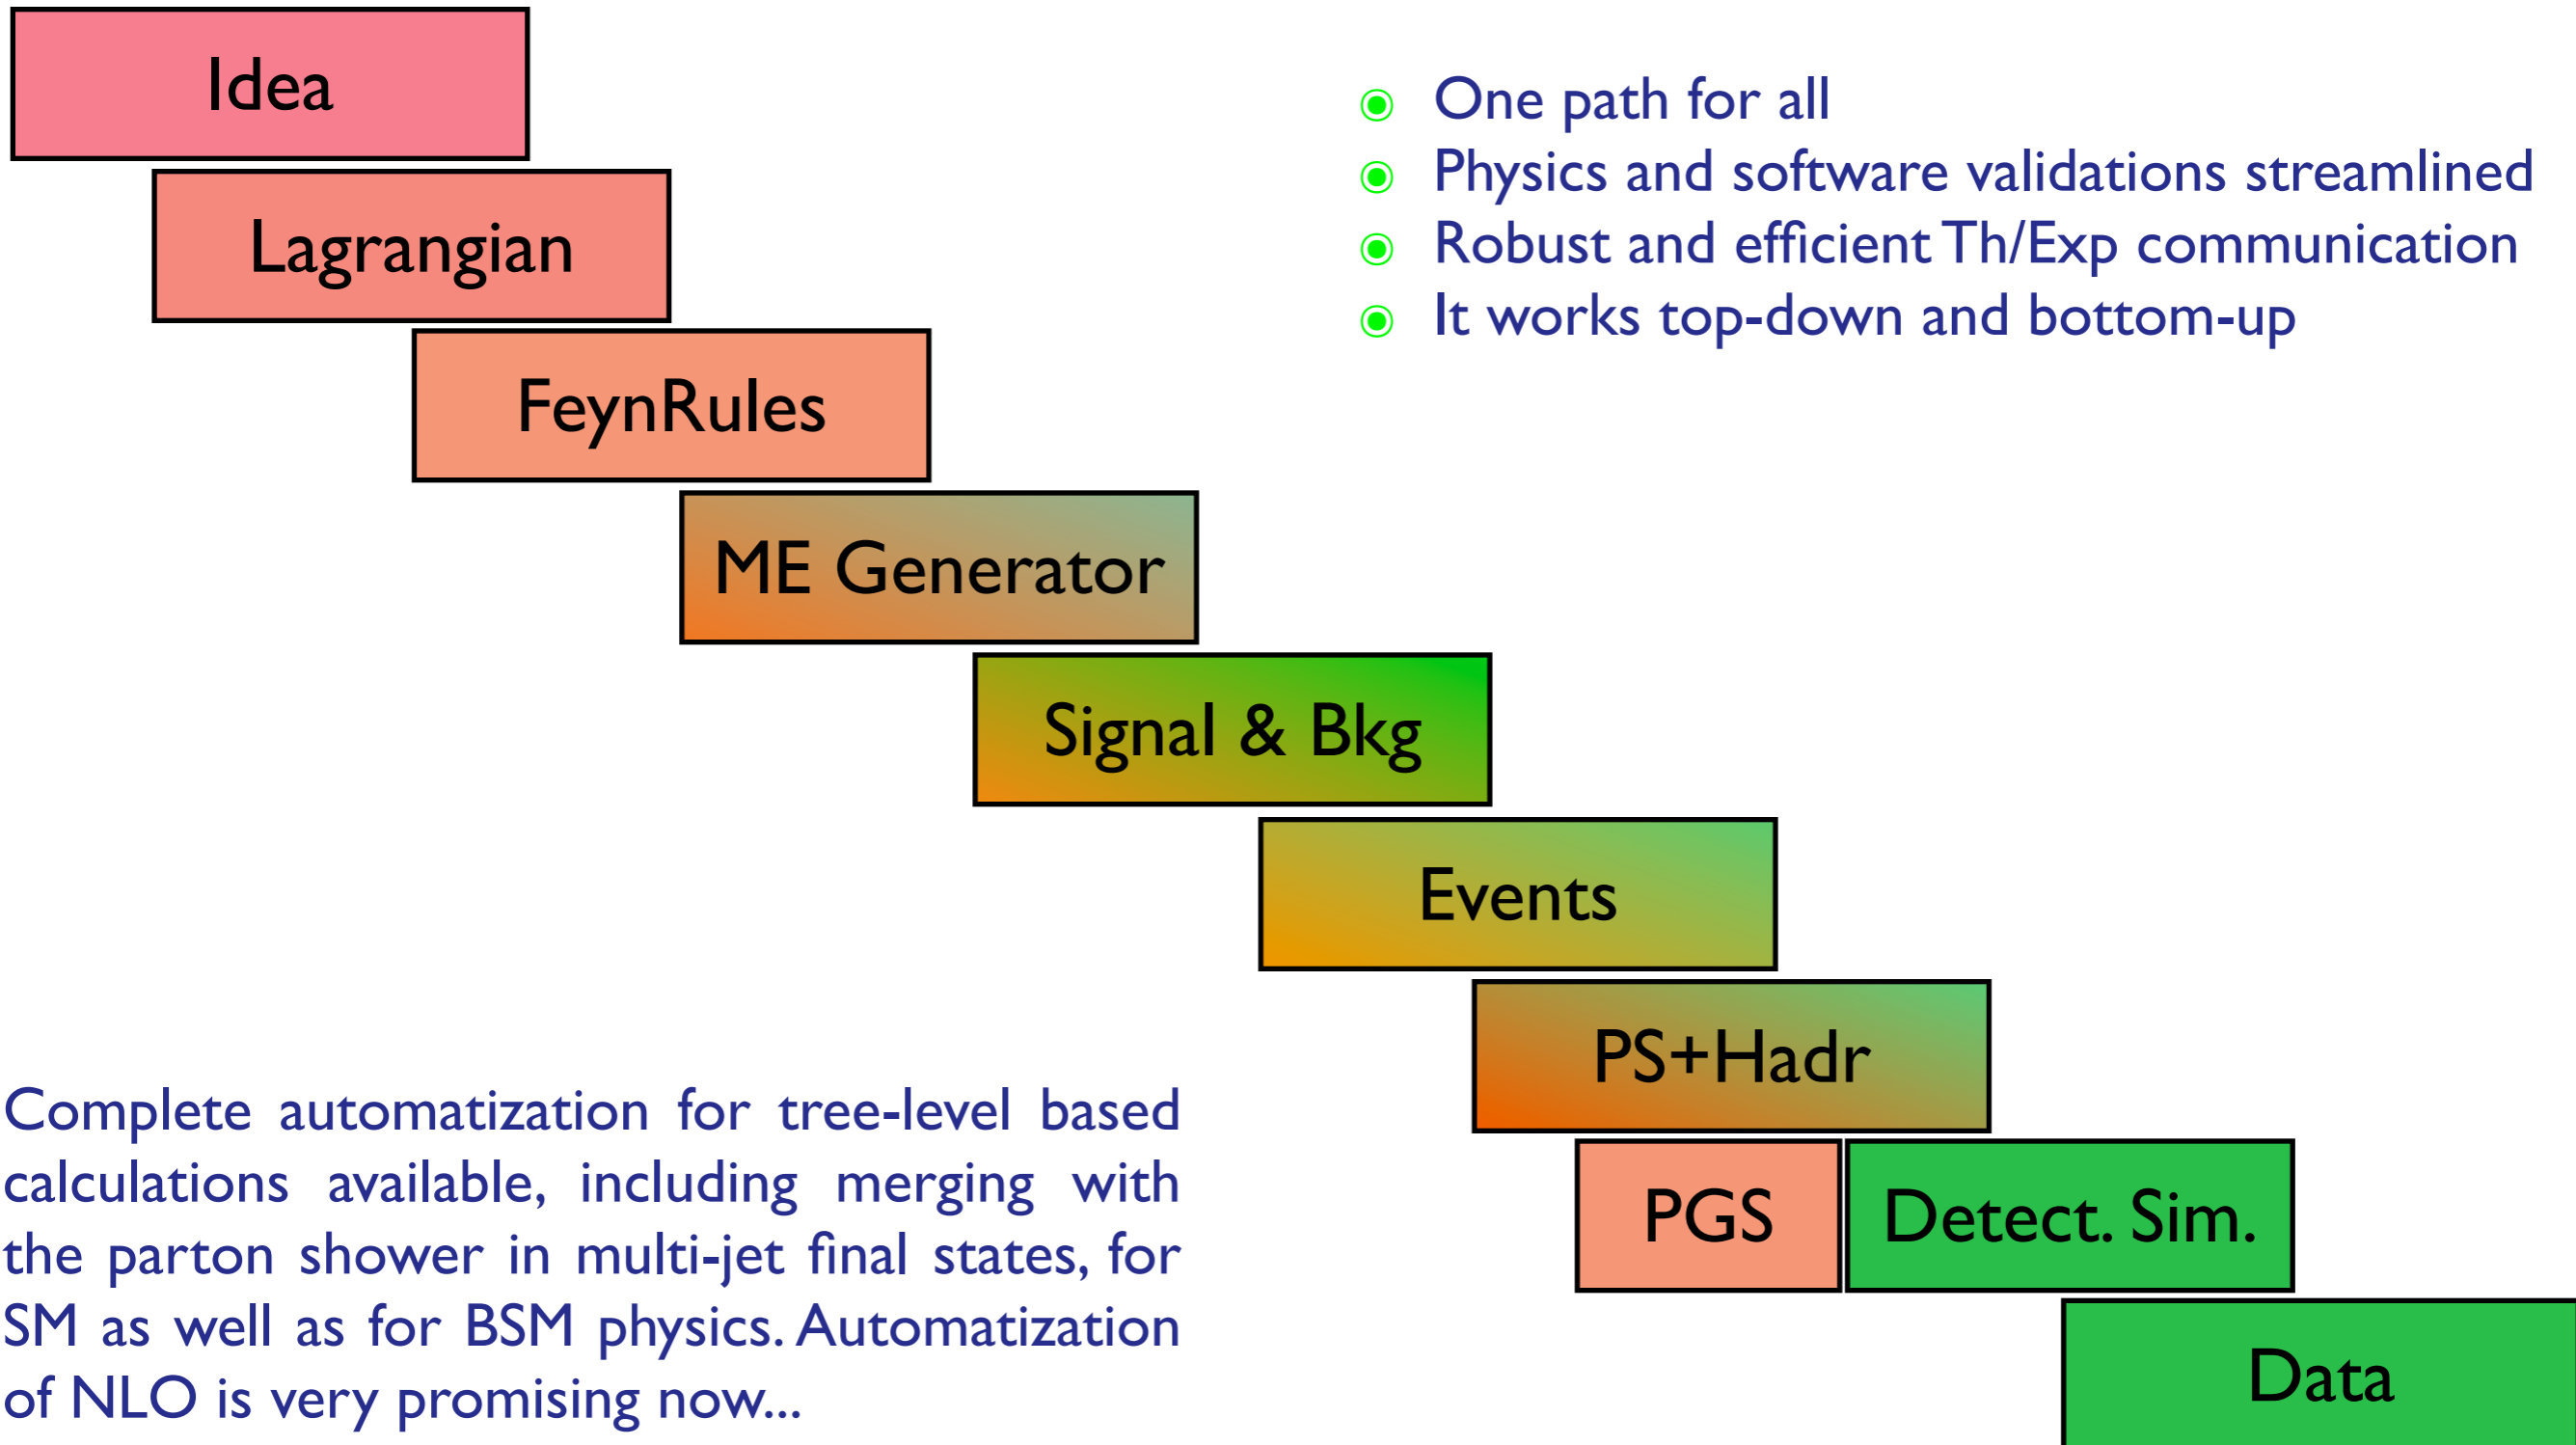 Idea
Lagrangian
FeynRules
ME Generator
Signal & Bkg
Events
PS+Hadr
PGS
Detect. Sim.
Data
One path for all
Physics and software validations streamlined
Robust and efficient Th/Exp communication
It works top-down and bottom-up
Complete automatization for tree-level based
calculations available, including merging with
the parton shower in multi-jet final states, for
SM as well as for BSM physics. Automatization
of NLO is very promising now...